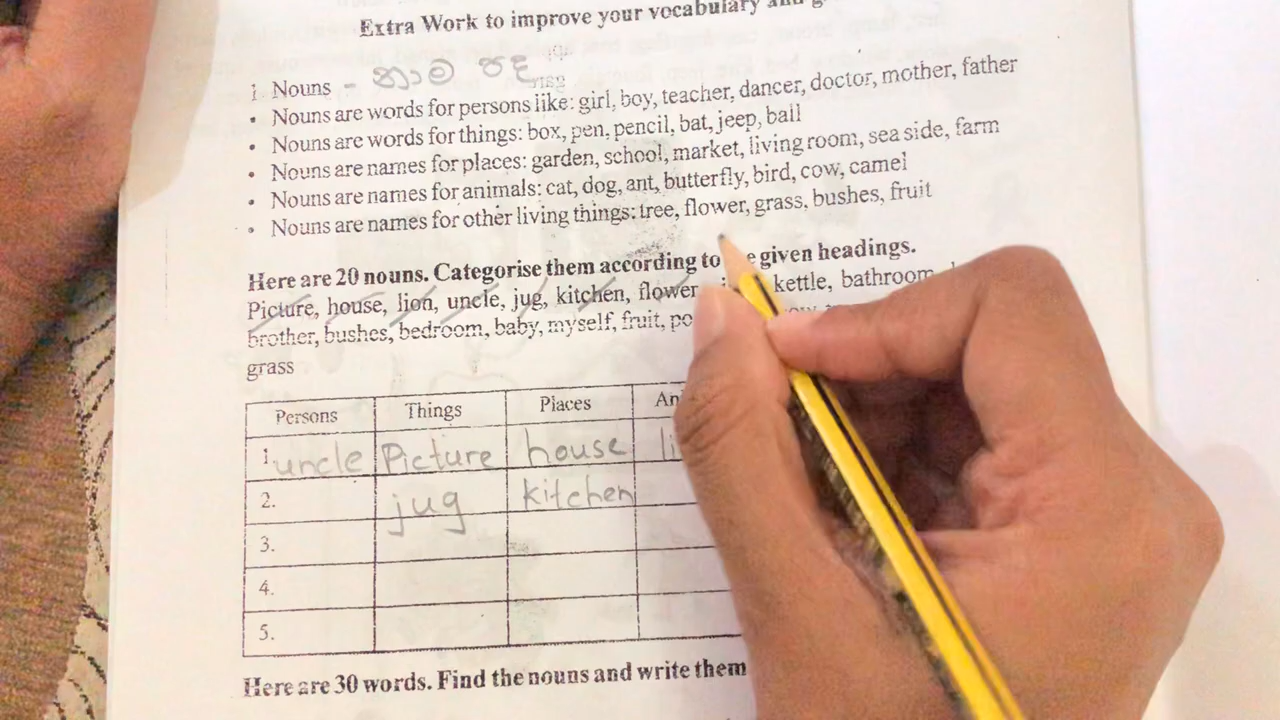 Extra Work to improve your vocabulary and
1 Nouns - නාම පද
• Nouns are words for persons like: girl, boy, teacher, dancer, doctor, mother, father
• Nouns are words for things: box, pen, pencil, bat, jeep, ball
• Nouns are names for places: garden, school, market, living room, sea side, farm
• Nouns are names for animals: cat, dog, ant, butterfly, bird, cow, camel
• Nouns are names for other living things: tree, flower, grass, bushes, fruit
Here are 20 nouns. Categorise them according to given headings.
Picture, house, lion, uncle, jug, kitchen, flower kettle, bathroom
brother, bushes, bedroom, baby, myself, fruit,
grass
Persons Things Places
1 uncle Picture house
2. jug kitchen
3.
4.
5.
Here are 30 words. Find the nouns and write them